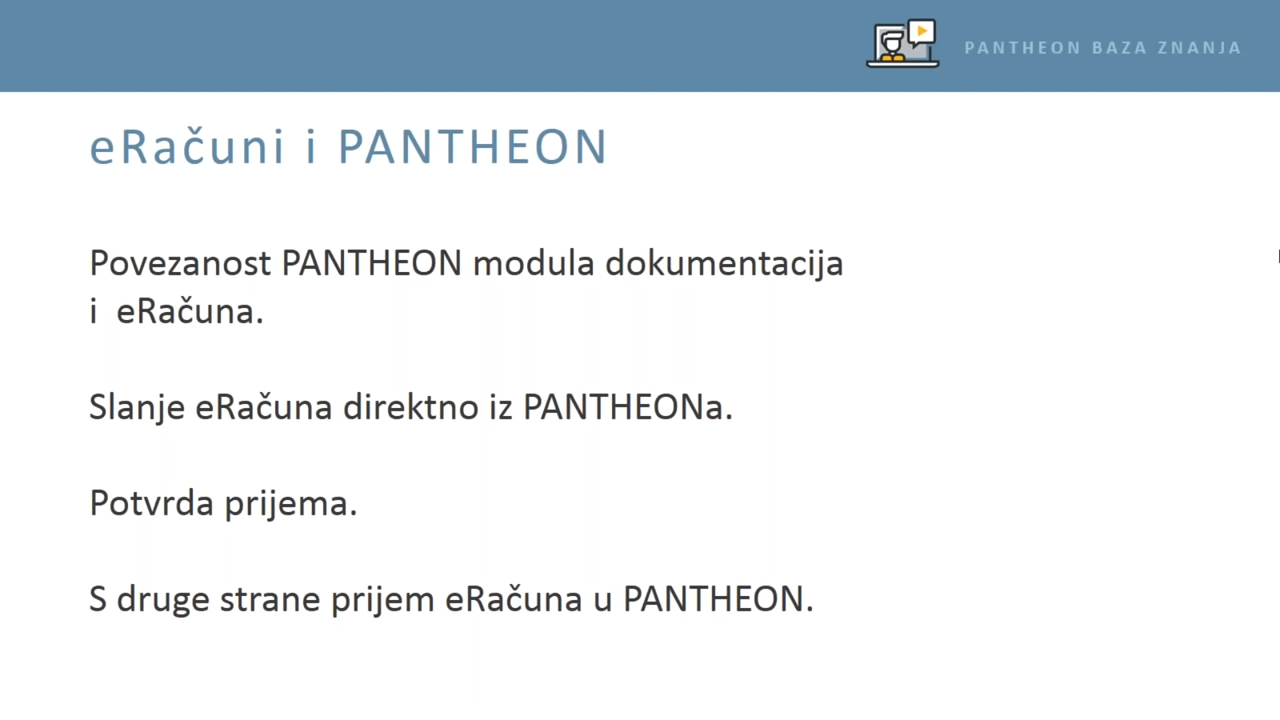 PANTHEON BAZA ZNANJA
eRačuni i PANTHEON
Povezanost PANTHEON modula dokumentacija
i  eRačuna.
Slanje eRačuna direktno iz PANTHEONa.
Potvrda prijema.
S druge strane prijem eRačuna u PANTHEON.